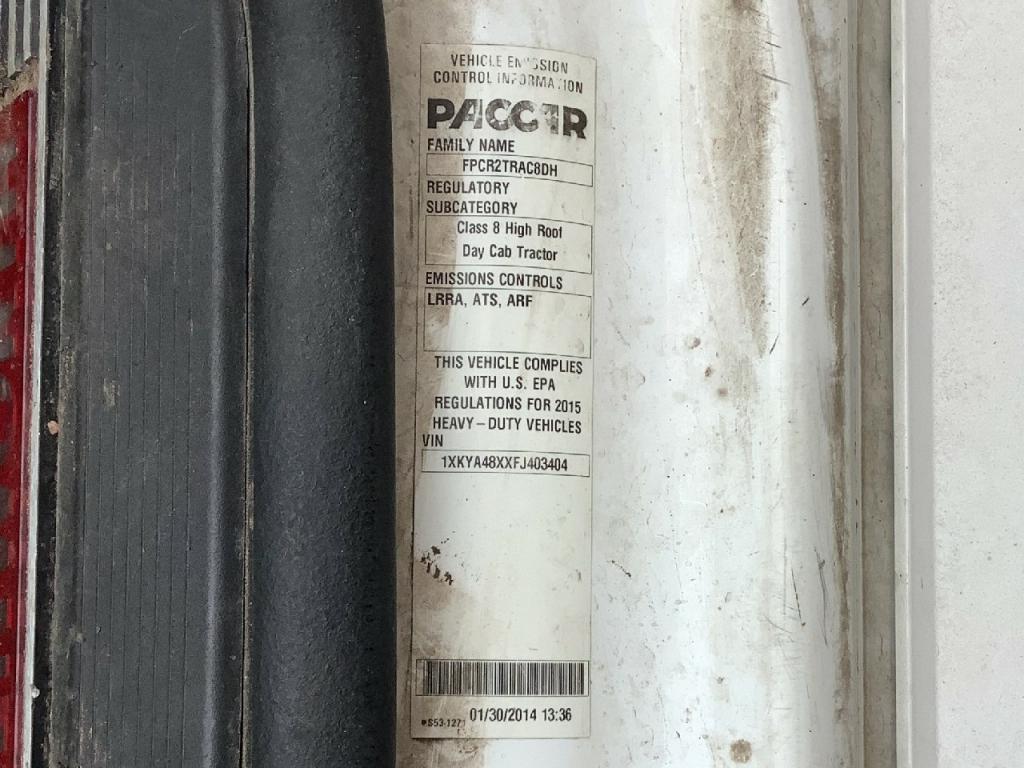 VEHICLE EMISSION
CONTROL INFORMATION
PACCAR
FAMILY NAME
FPCR2TRAC8DH
REGULATORY
SUBCATEGORY
Class 8 High Roof
Day Cab Tractor
EMISSIONS CONTROLS
LRRA, ATS, ARF
THIS VEHICLE COMPLIES
WITH U.S. EPA
REGULATIONS FOR 2015
HEAVY-DUTY VEHICLES
VIN
1XKYA48XXFJ403404
01/30/2014 13:36